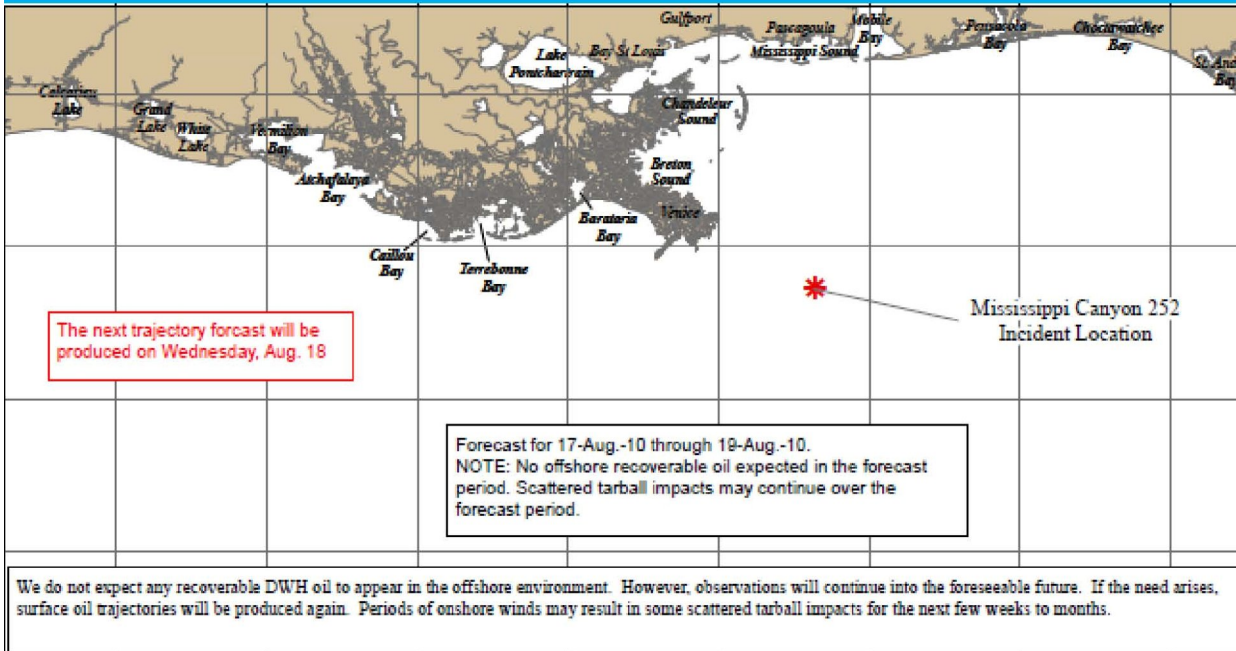 Gulfport
Pascagoula
Mobile
Bay
Pensacola
Bay
Choctawatchee
Bay
St. And
Bay
Lake
Pontchartrain
Bay St Louis
Mississippi Sound
Calcasieu
Lake
Grand
Lake
White
Lake
Vermilion
Bay
Chandeleur
Sound
Atchafalaya
Bay
Breton
Sound
Barataria
Bay
Venice
Caillou
Bay
Terrebonne
Bay
Mississippi Canyon 252
Incident Location
The next trajectory forcast will be
produced on Wednesday, Aug. 18
Forecast for 17-Aug.-10 through 19-Aug.-10.
NOTE: No offshore recoverable oil expected in the forecast
period. Scattered tarball impacts may continue over the
forecast period.
We do not expect any recoverable DWH oil to appear in the offshore environment. However, observations will continue into the foreseeable future. If the need arises,
surface oil trajectories will be produced again. Periods of onshore winds may result in some scattered tarball impacts for the next few weeks to months.